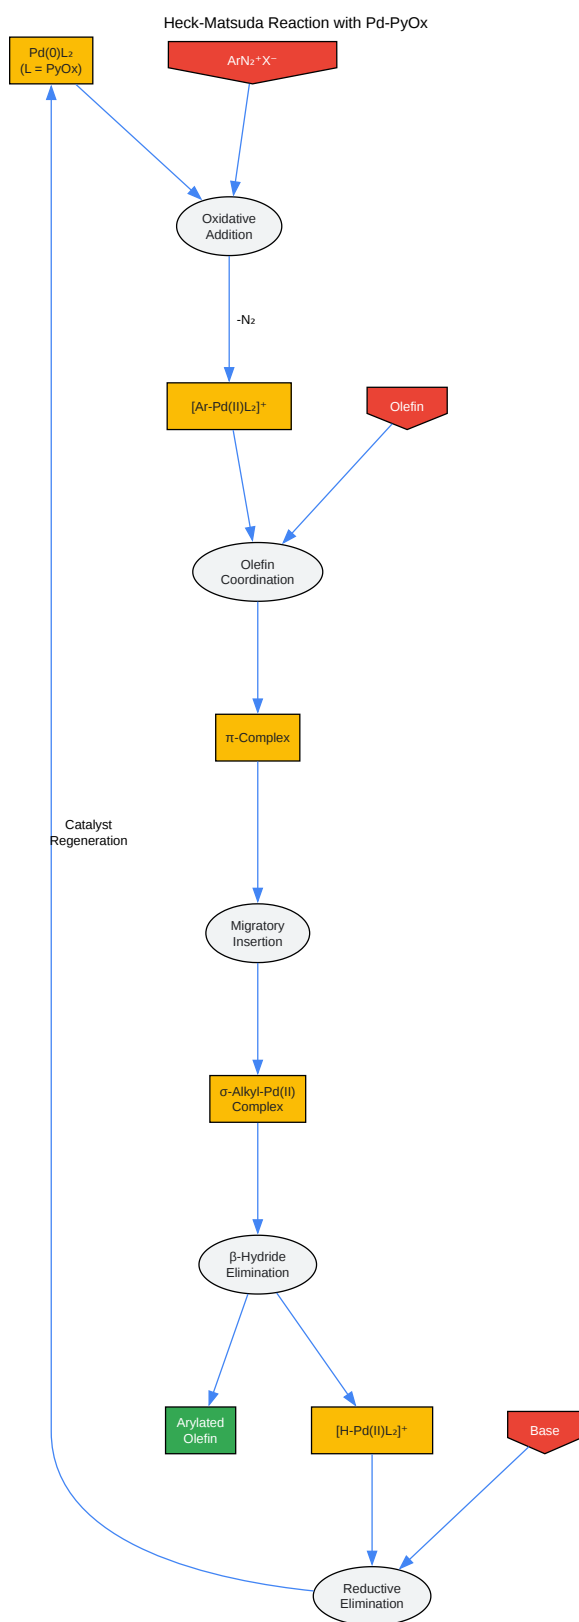 Heck-Matsuda Reaction with Pd-PyOx
Pd(0)L₂
(L = PyOx)
ArN₂⁺X⁻
Oxidative
Addition
-N₂
[Ar-Pd(II)L₂]⁺
Olefin
Olefin
Coordination
π-Complex
Catalyst
Regeneration
Migratory
Insertion
σ-Alkyl-Pd(II)
Complex
β-Hydride
Elimination
Arylated
Olefin
[H-Pd(II)L₂]⁺
Base
Reductive
Elimination